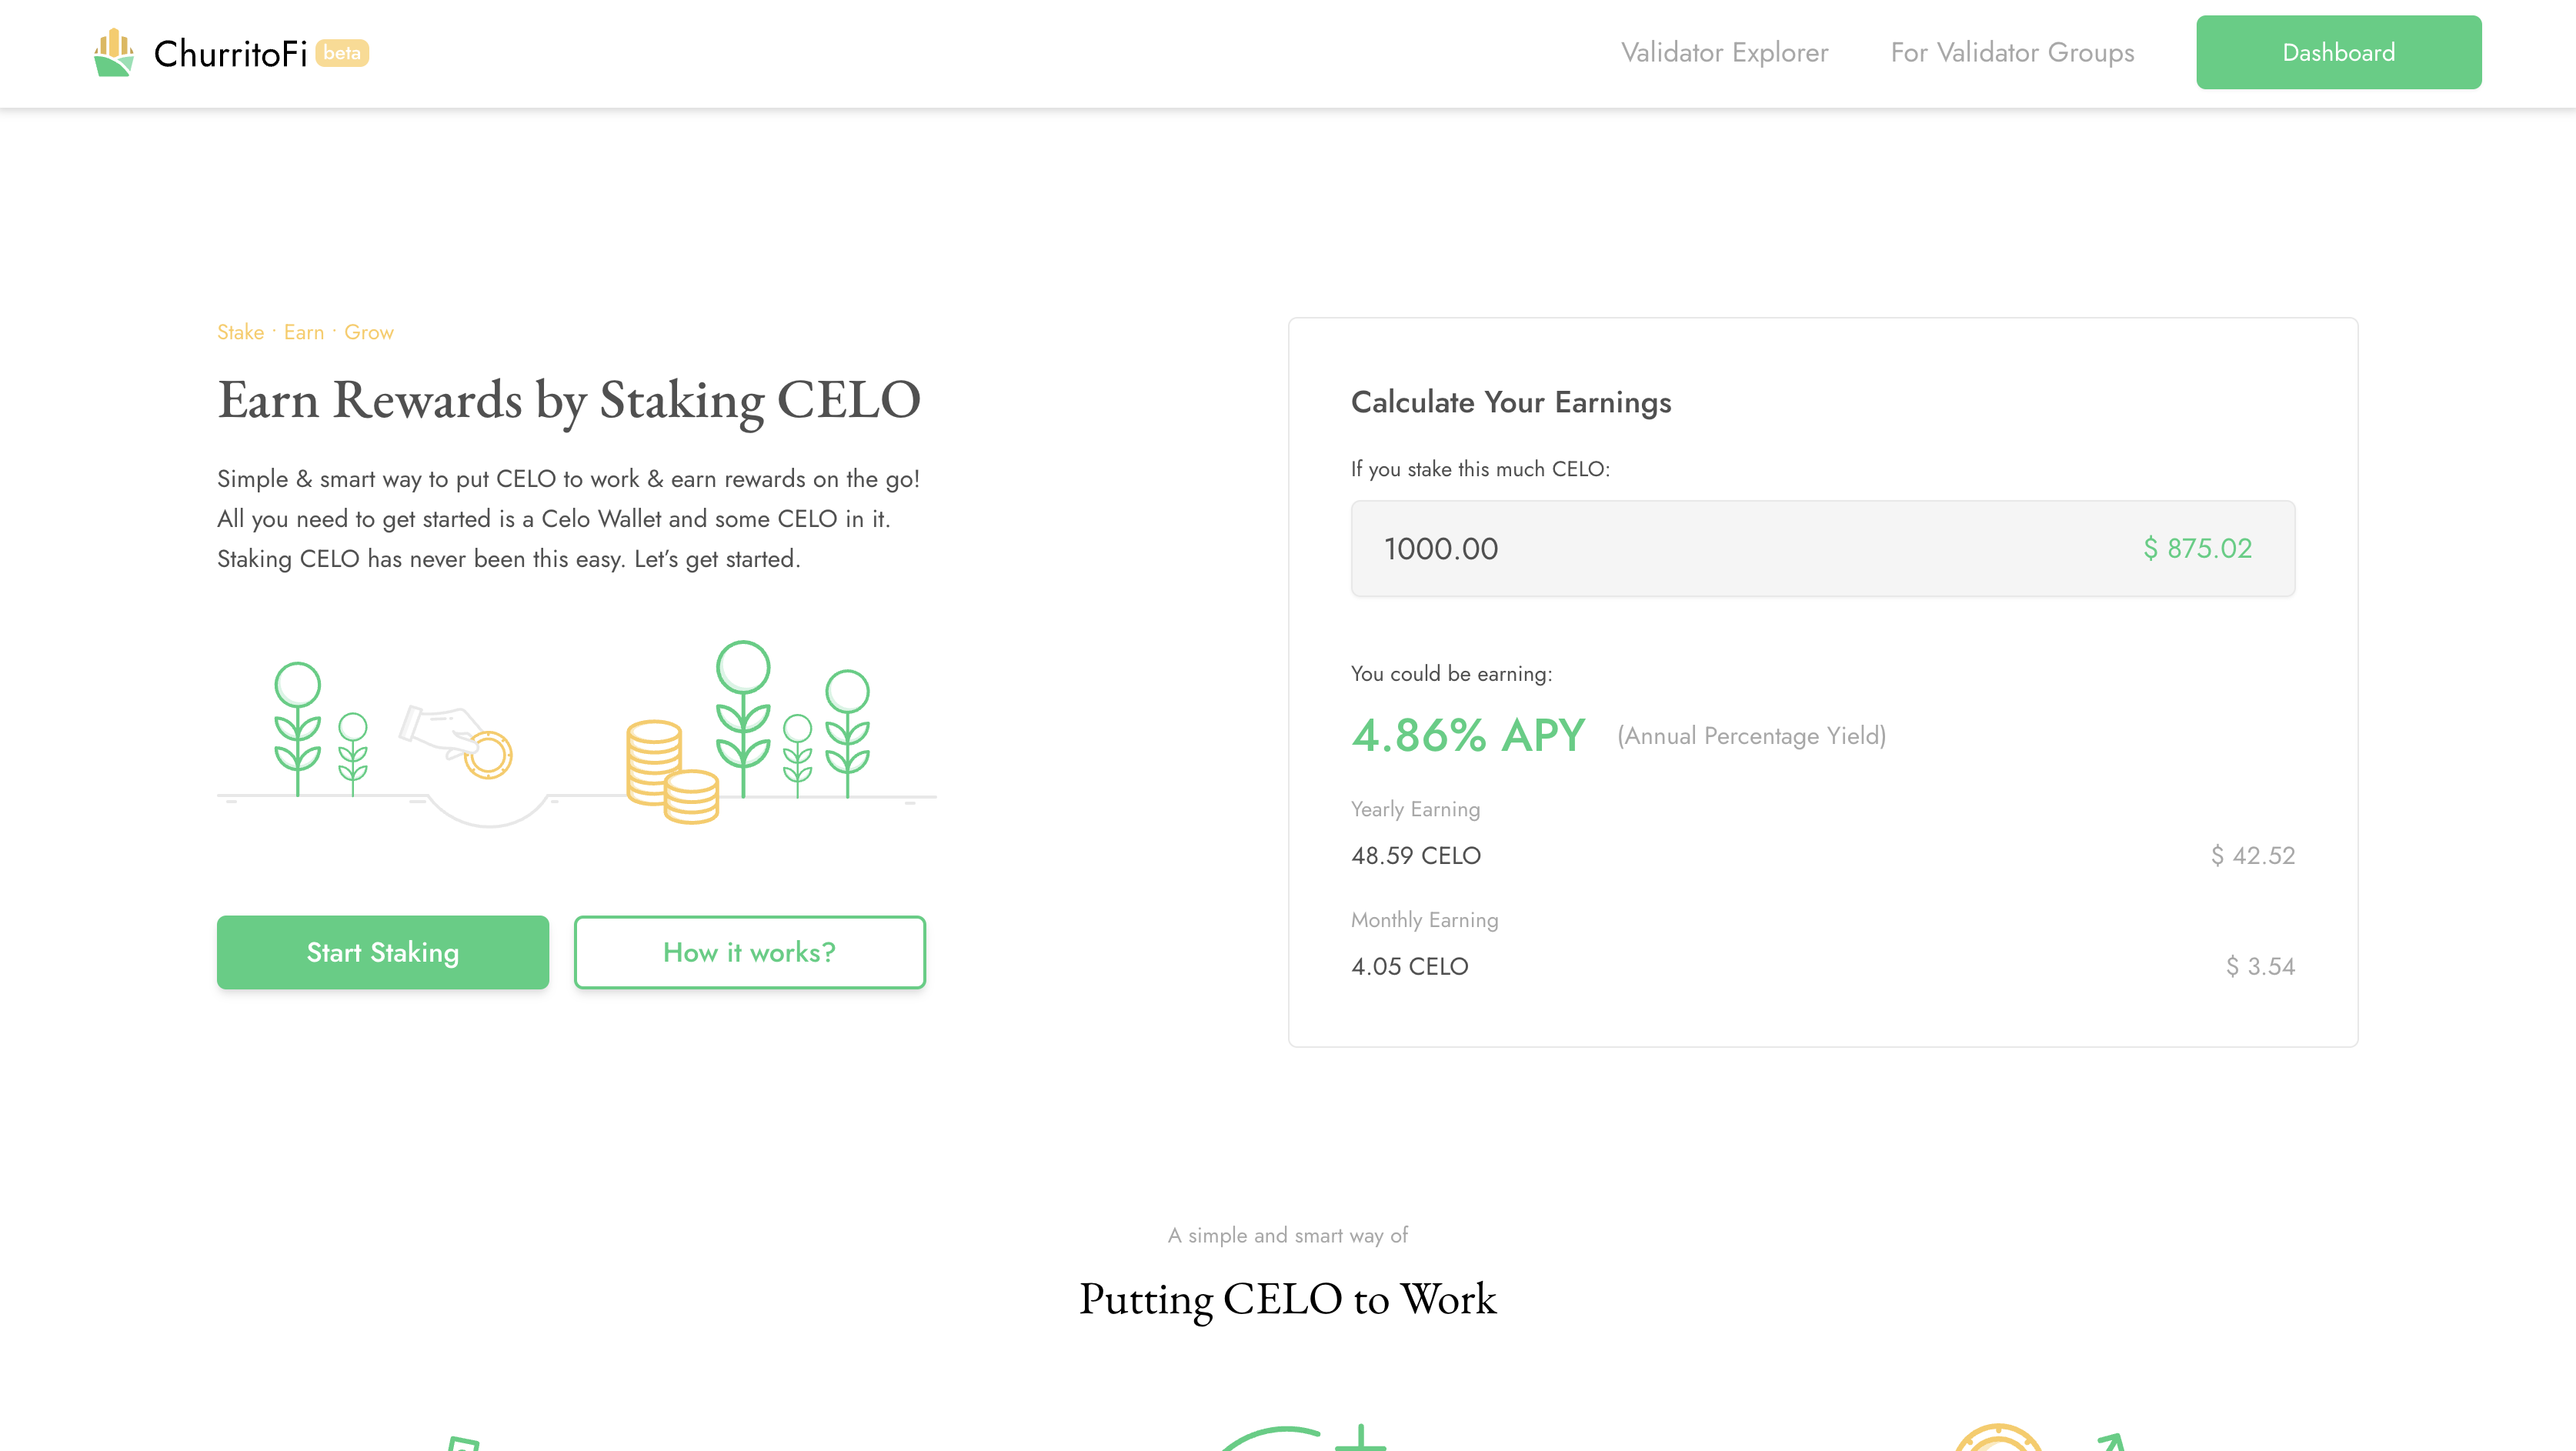 ChurritoFi beta
Validator Explorer
For Validator Groups
Dashboard
Stake · Earn · Grow
Earn Rewards by Staking CELO
Simple & smart way to put CELO to work & earn rewards on the go!
All you need to get started is a Celo Wallet and some CELO in it.
Staking CELO has never been this easy. Let’s get started.
Start Staking
How it works?
Calculate Your Earnings
If you stake this much CELO:
1000.00 $ 875.02
You could be earning:
4.86% APY (Annual Percentage Yield)
Yearly Earning
48.59 CELO $ 42.52
Monthly Earning
4.05 CELO $ 3.54
A simple and smart way of
Putting CELO to Work